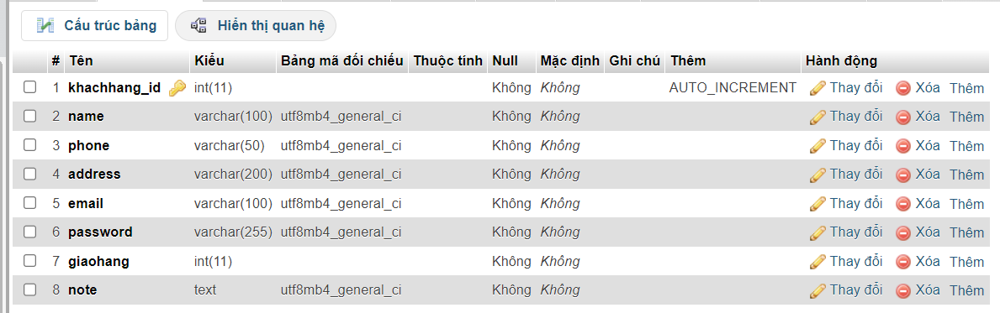 Cấu trúc bảng Hiển thị quan hệ
# Tên Kiểu Bảng mã đối chiếu Thuộc tính Null Mặc định Ghi chú Thêm Hành động
1 khachhang_id int(11) Không Không AUTO_INCREMENT Thay đổi Xóa Thêm
2 name varchar(100) utf8mb4_general_ci Không Không Thay đổi Xóa Thêm
3 phone varchar(50) utf8mb4_general_ci Không Không Thay đổi Xóa Thêm
4 address varchar(200) utf8mb4_general_ci Không Không Thay đổi Xóa Thêm
5 email varchar(100) utf8mb4_general_ci Không Không Thay đổi Xóa Thêm
6 password varchar(255) utf8mb4_general_ci Không Không Thay đổi Xóa Thêm
7 giaohang int(11) Không Không Thay đổi Xóa Thêm
8 note text utf8mb4_general_ci Không Không Thay đổi Xóa Thêm